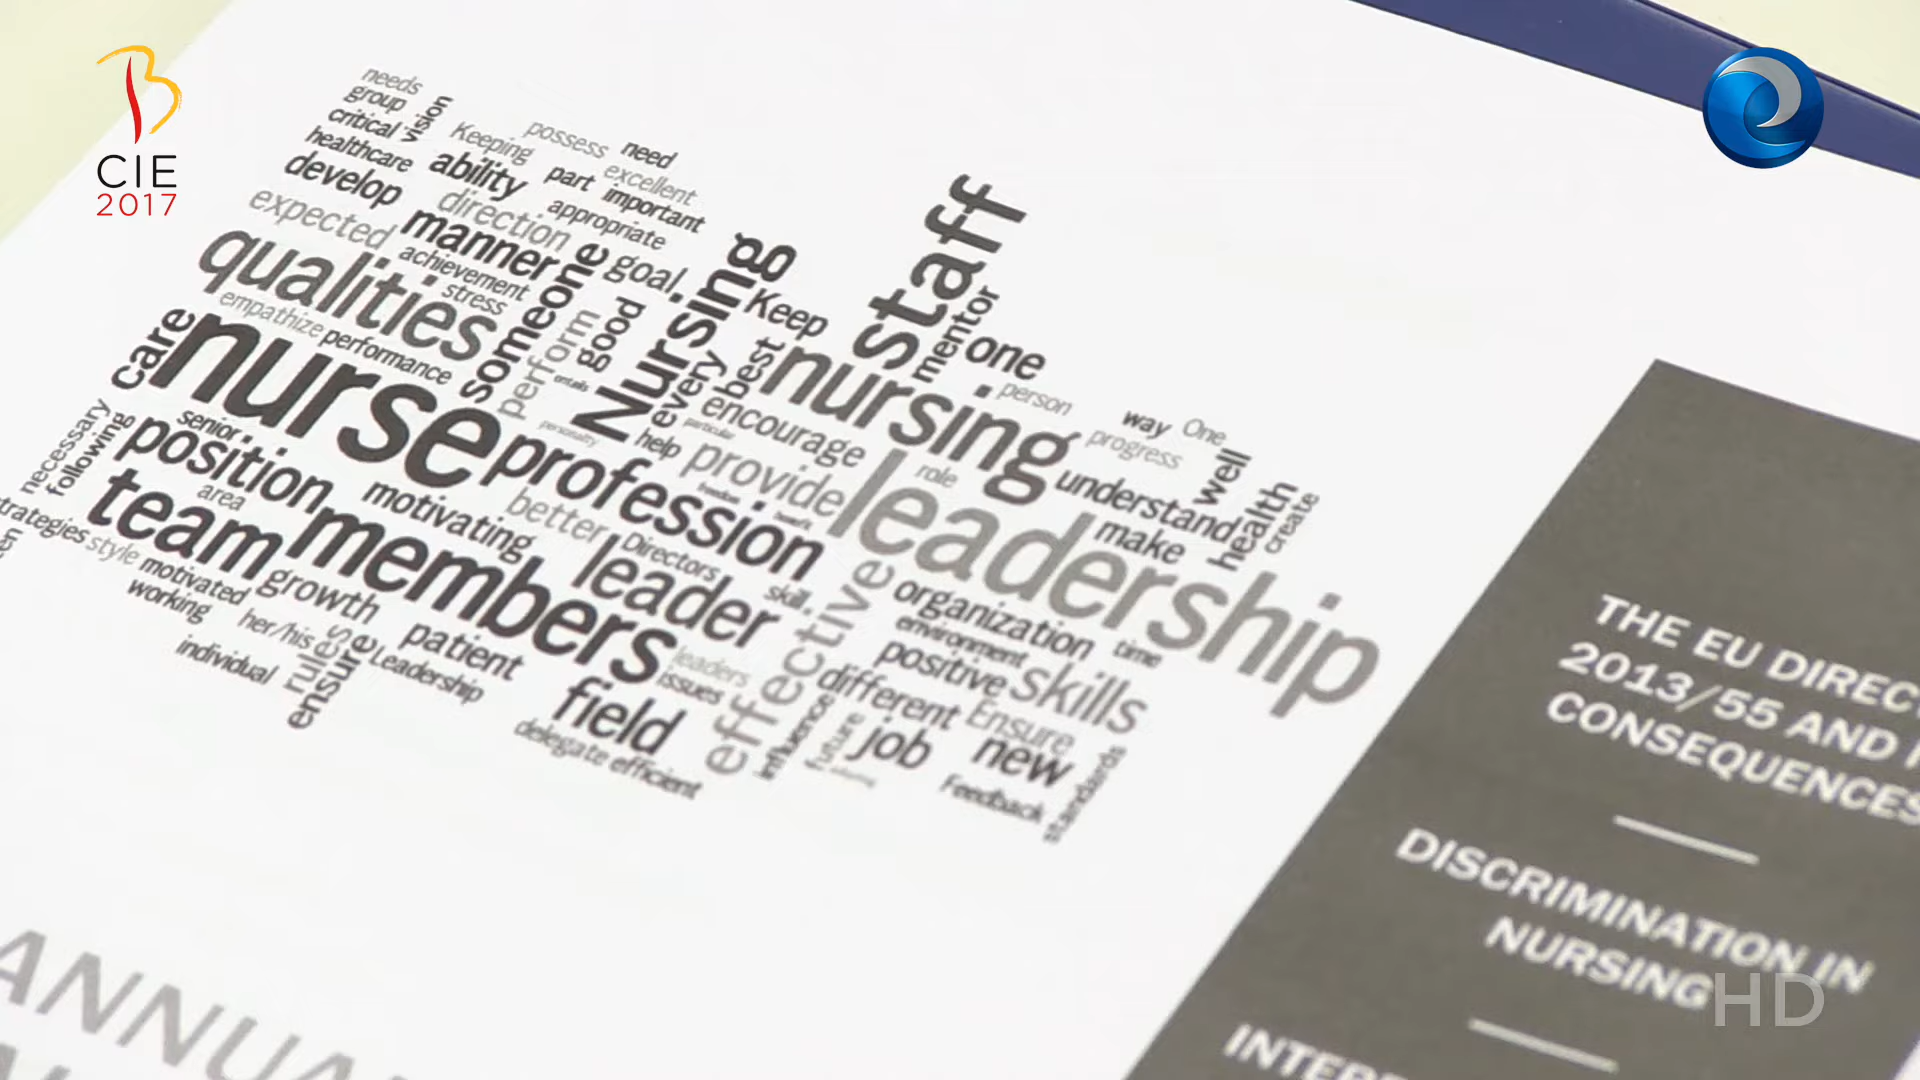 CIE
2017
needs
group
vision
critical
Keeping
possess
need
healthcare
ability
part
excellent
develop
direction
important
expected
manner
appropriate
achievement
someone
goal
Nursing
staff
qualities
stress
good
Keep
mentor
empathize
performance
perform
entails
every
best
one
care
nurse
personality
particular
encourage
nursing
person
way
One
necessary
following
senior
help
progress
well
position
profession
provide
role
understand
health
create
area
motivating
better
leadership
make
strategies
team
members
Directors
style
motivated
growth
leader
skill
effective
organization
working
her/his
environment
time
individual
rules
ensure
patient
Leadership
leaders
issues
positive
skills
different
field
influence
future
job
Ensure
new
delegate efficient
Feedback
standards
THE EU DIREC
2013/55 AND
CONSEQUENCES
DISCRIMINATION IN
NURSING
HD
ANNUA